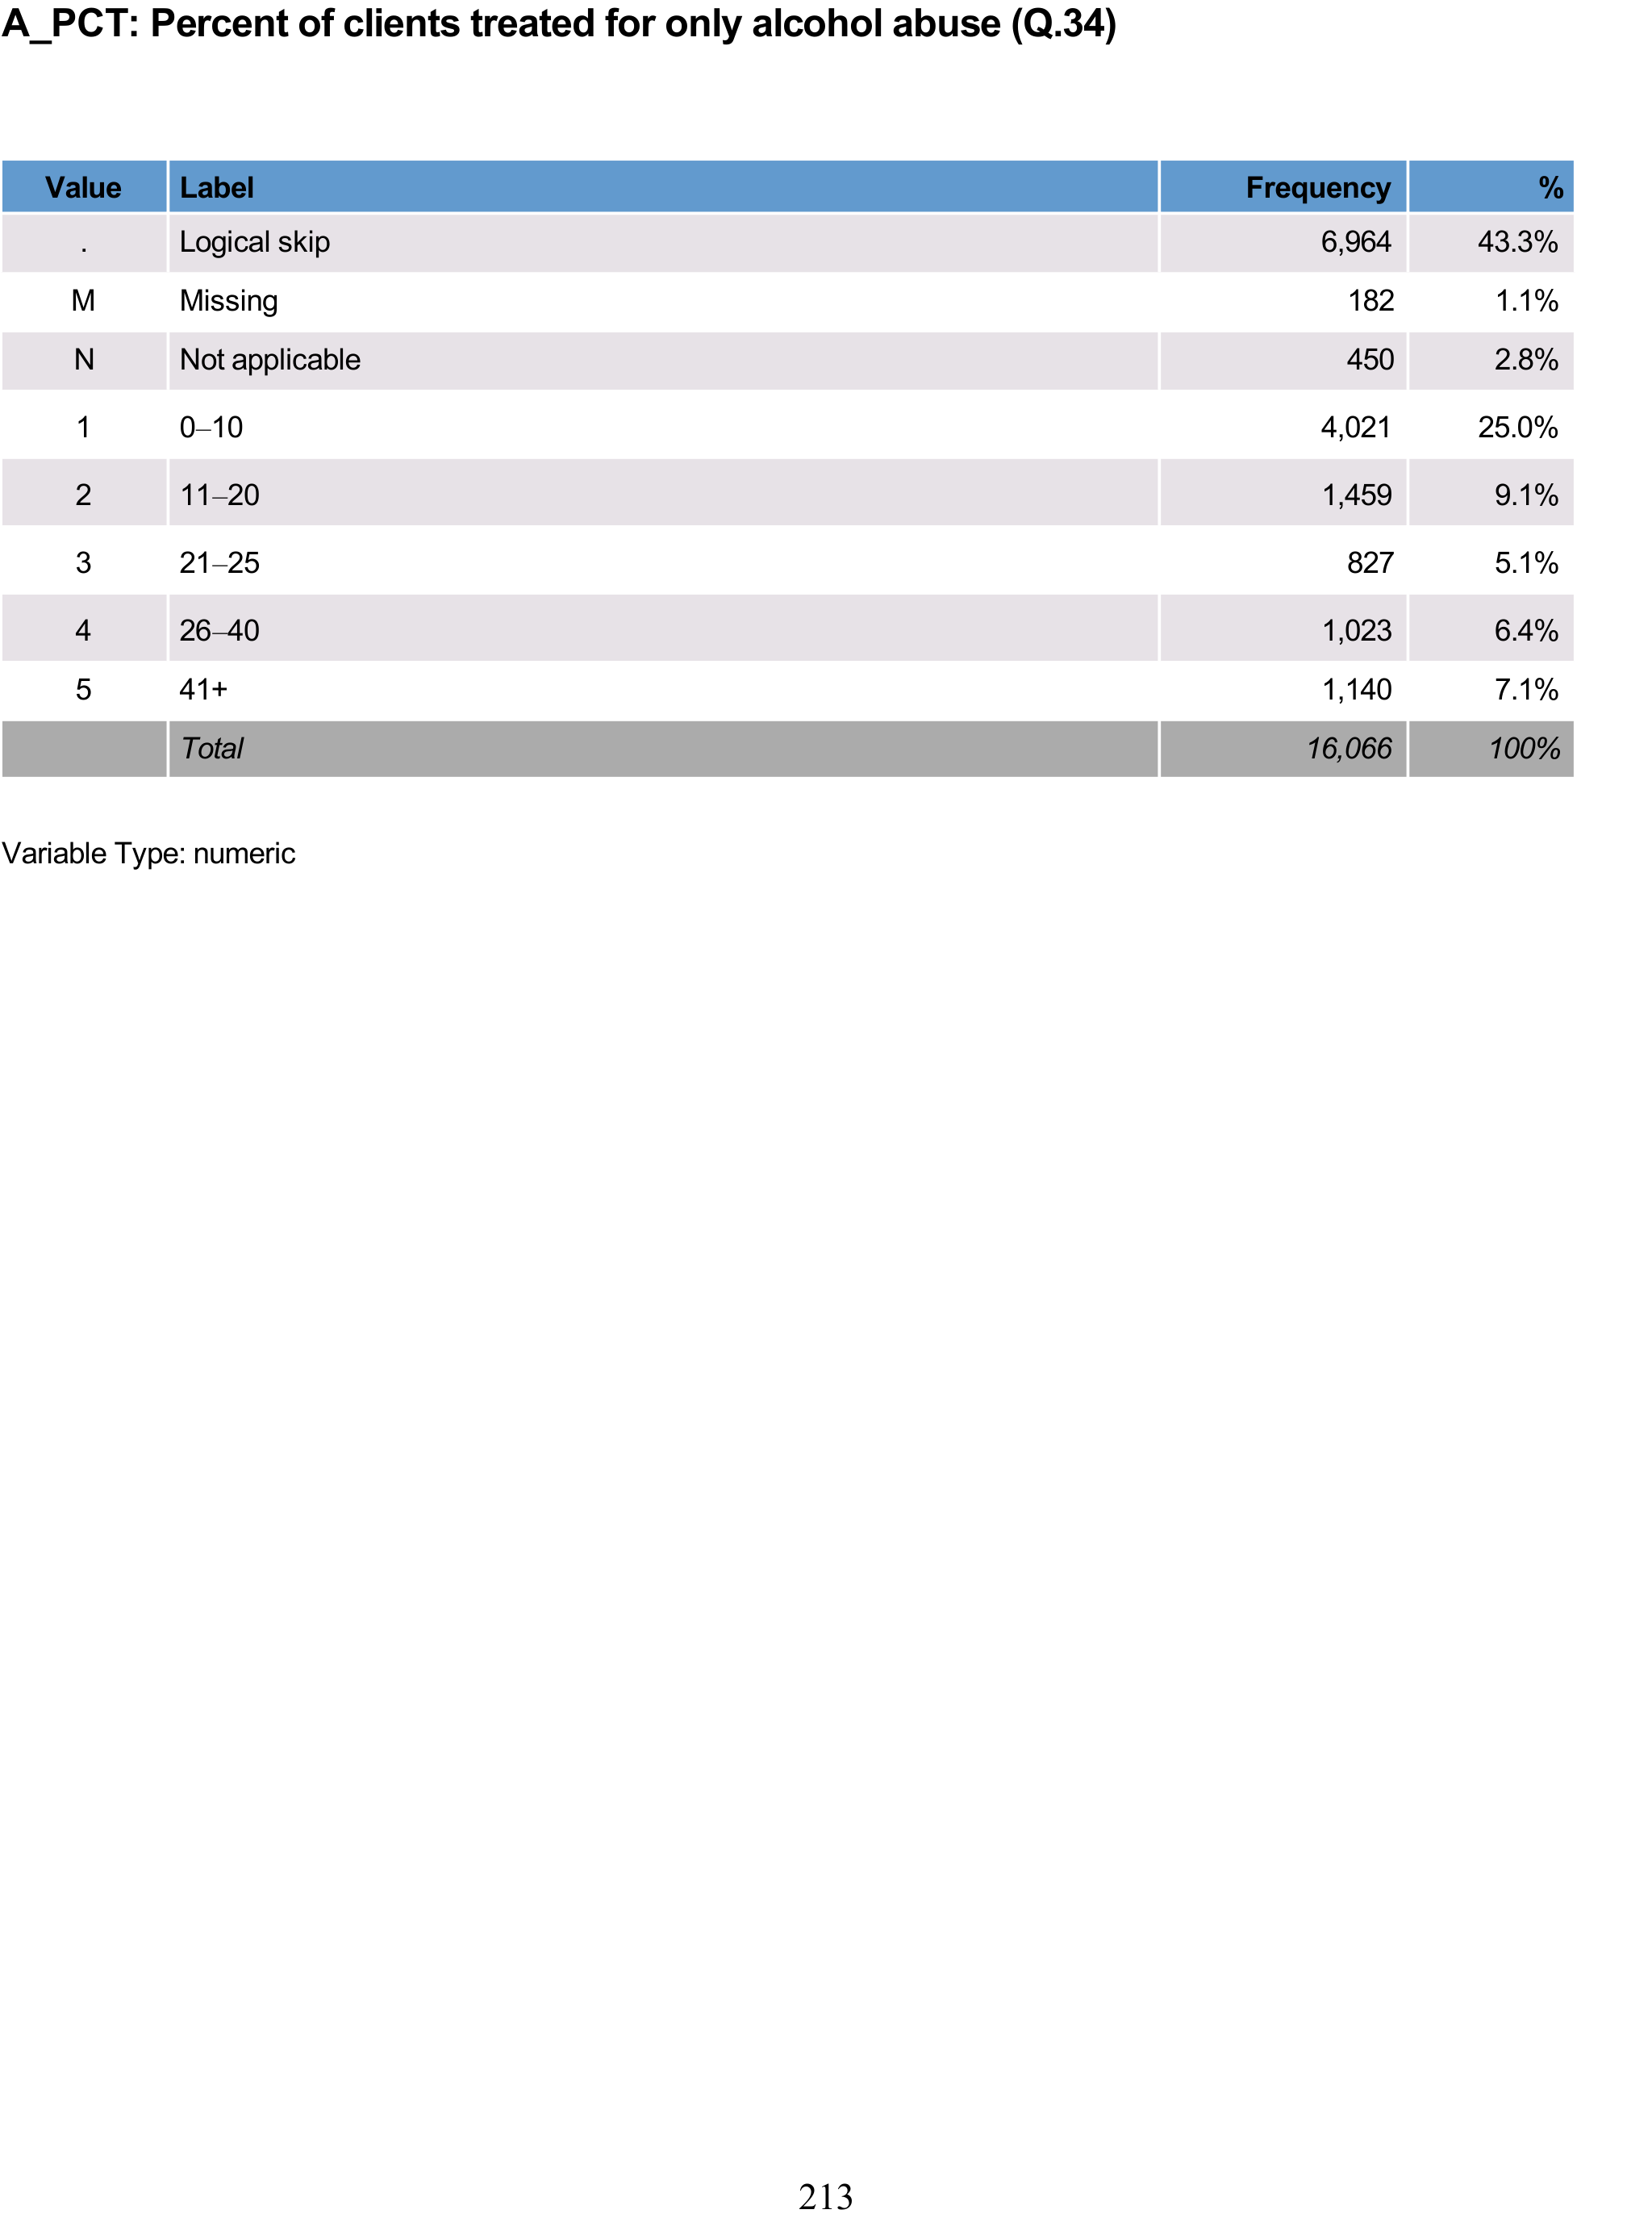 A_PCT: Percent of clients treated for only alcohol abuse (Q.34)
Value Label Frequency %
. Logical skip 6,964 43.3%
M Missing 182 1.1%
N Not applicable 450 2.8%
1 0–10 4,021 25.0%
2 11–20 1,459 9.1%
3 21–25 827 5.1%
4 26–40 1,023 6.4%
5 41+ 1,140 7.1%
Total 16,066 100%
Variable Type: numeric
213